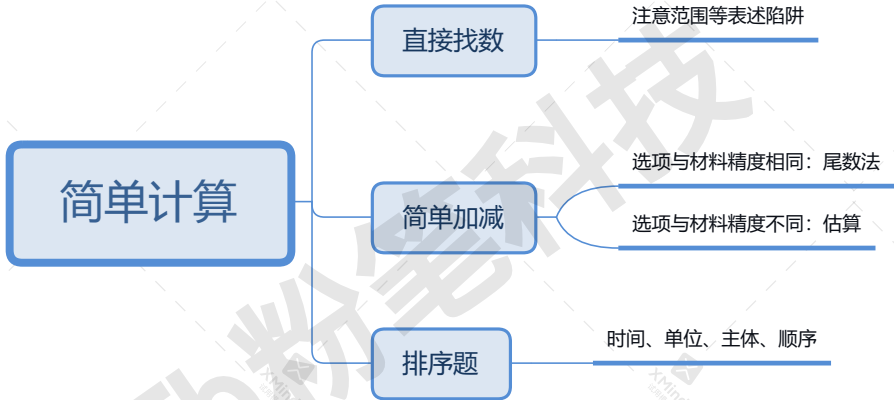 注意范围等表述陷阱
直接找数
选项与材料精度相同：尾数法
简单计算
简单加减
选项与材料精度不同：估算
时间、单位、主体、顺序
排序题
粉笔科技
XMind
XMind